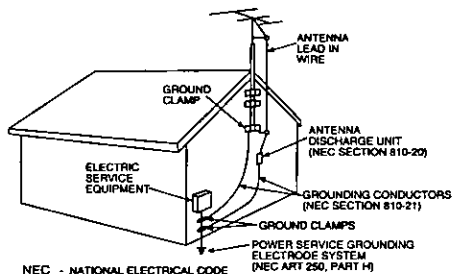 ANTENNA
LEAD IN
WIRE
GROUND
CLAMP
ANTENNA
DISCHARGE UNIT
(NEC SECTION 810-20)
ELECTRIC
SERVICE
EQUIPMENT
GROUNDING CONDUCTORS
(NEC SECTION 810-21)
GROUND CLAMPS
POWER SERVICE GROUNDING
ELECTRODE SYSTEM
(NEC ART 250, PART H)
NEC - NATIONAL ELECTRICAL CODE